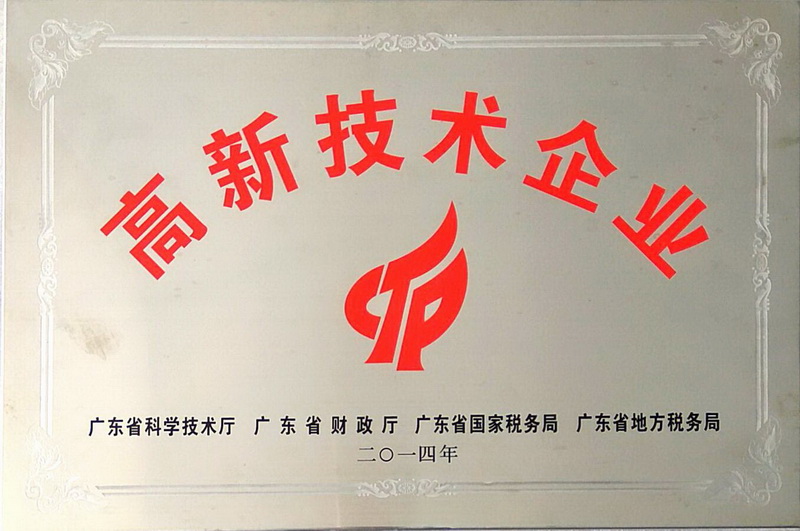 高新技术企业
广东省科学技术厅 广东省财政厅 广东省国家税务局 广东省地方税务局
二〇一四年